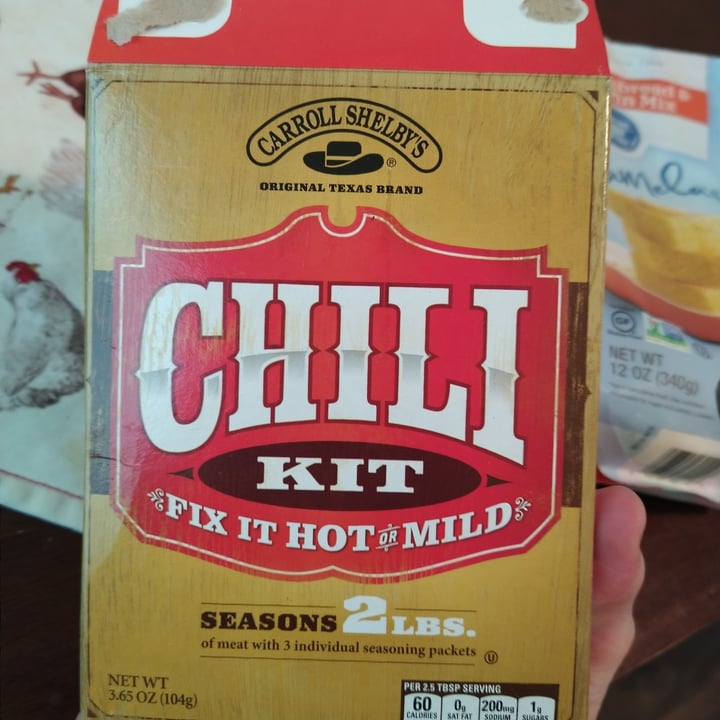 CARROLL SHELBY'S
®
ORIGINAL TEXAS BRAND
CHILI
KIT
FIX IT HOT OR MILD
SEASONS 2 LBS.
of meat with 3 individual seasoning packets
NET WT
3.65 OZ (104g)
PER 2.5 TBSP SERVING
60 0g 200mg 1g
CALORIES SAT FAT SODIUM SUGARS
NET WT
12 OZ (340g)